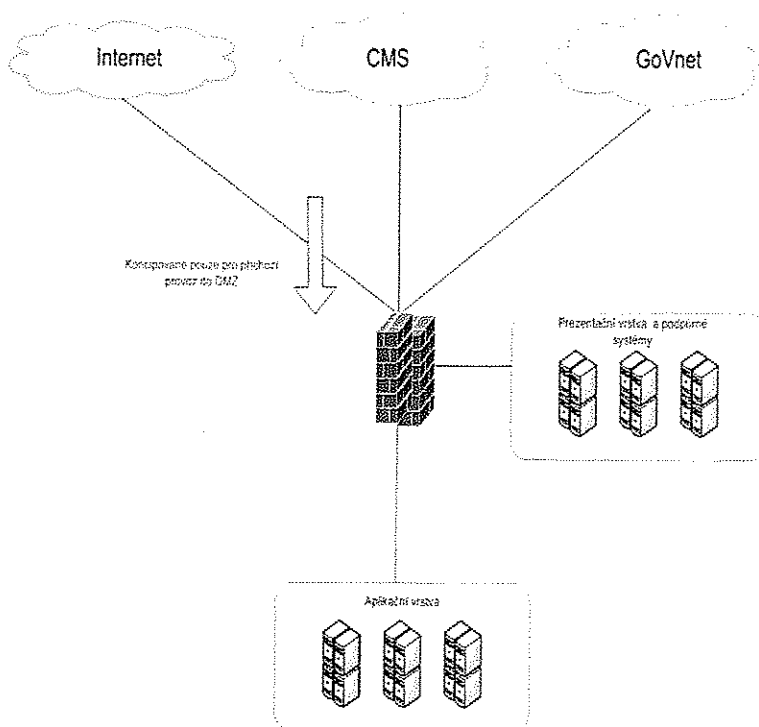 Internet
CMS
GoVnet
Koncipováno pouze pro příchozí
provoz do DMZ
Prezentační vrstva a podpůrné
systémy
Aplikační vrstva